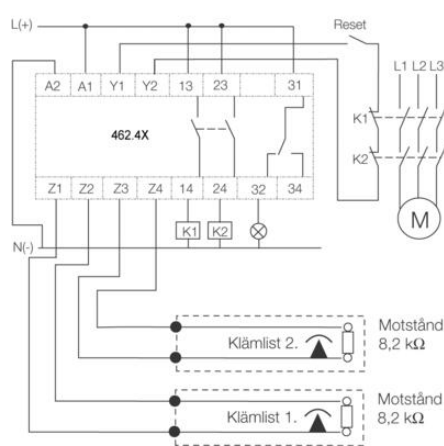 L(+)
Reset
L1 L2 L3
A2 A1 Y1 Y2 13 23 31
462.4X
K1
K2
Z1 Z2 Z3 Z4 14 24 32 34
K1 K2
M
N(-)
Klämlist 2.
Motstånd
8,2 kΩ
Klämlist 1.
Motstånd
8,2 kΩ